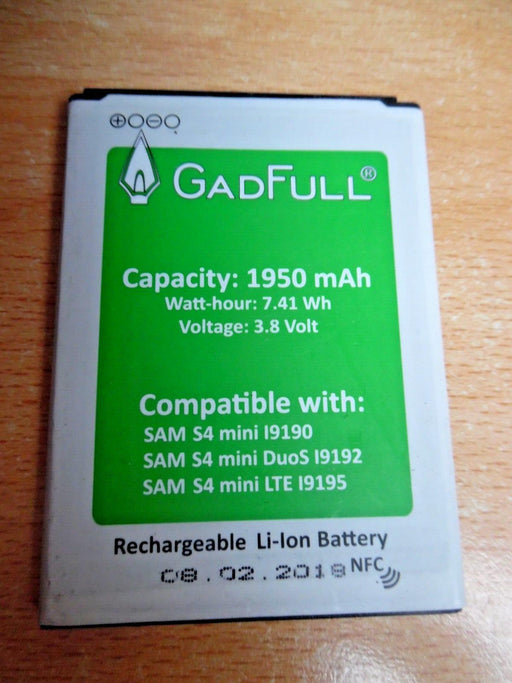 GADFULL®
Capacity: 1950 mAh
Watt-hour: 7.41 Wh
Voltage: 3.8 Volt
Compatible with:
SAM S4 mini I9190
SAM S4 mini DuoS I9192
SAM S4 mini LTE I9195
Rechargeable Li-Ion Battery
08.02.2018 NFC